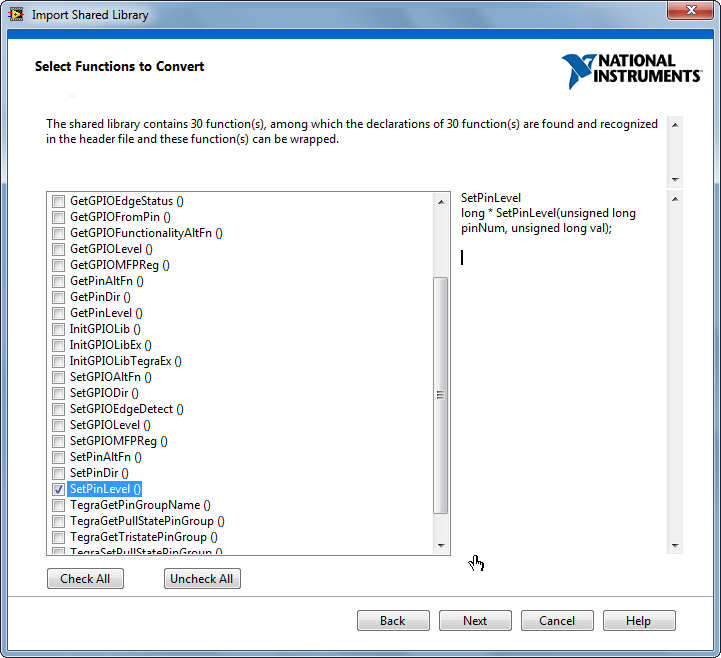 Import Shared Library
Select Functions to Convert
NATIONAL
INSTRUMENTS
The shared library contains 30 function(s), among which the declarations of 30 function(s) are found and recognized
in the header file and these function(s) can be wrapped.
GetGPIOEdgeStatus ()
GetGPIOFromPin ()
GetGPIOFunctionalityAltFn ()
GetGPIOLevel ()
GetGPIOMFPReg ()
GetPinAltFn ()
GetPinDir ()
GetPinLevel ()
InitGPIOLib ()
InitGPIOLibEx ()
InitGPIOLibTegraEx ()
SetGPIOAltFn ()
SetGPIODir ()
SetGPIOEdgeDetect ()
SetGPIOLevel ()
SetGPIOMFPReg ()
SetPinAltFn ()
SetPinDir ()
SetPinLevel ()
TegraGetPinGroupName ()
TegraGetPullStatePinGroup ()
TegraGetTristatePinGroup ()
TegraSetPullStatePinGroup ()
SetPinLevel
long * SetPinLevel(unsigned long
pinNum, unsigned long val);
Check All
Uncheck All
Back
Next
Cancel
Help